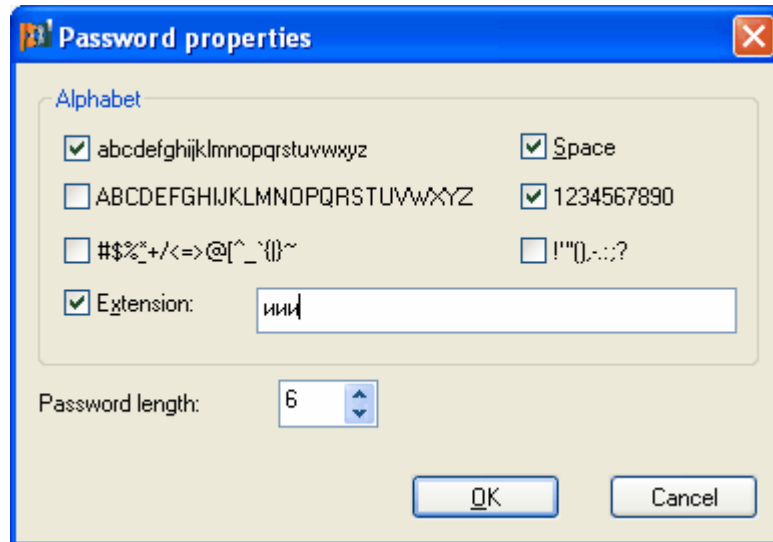 Password properties
Alphabet
abcdefghijklmnopqrstuvwxyz
Space
ABCDEFGHIJKLMNOPQRSTUVWXYZ
1234567890
#$%*+/<=>@[^_`{|}~
!'"(),-.:;?
Extension:
иии
Password length:
6
OK
Cancel